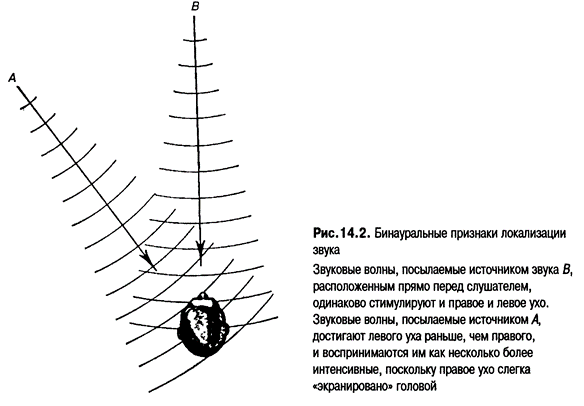 B
A
Рис.14.2. Бинауральные признаки локализации
звука
Звуковые волны, посылаемые источником звука B,
расположенным прямо перед слушателем,
одинаково стимулируют и правое и левое ухо.
Звуковые волны, посылаемые источником A,
достигают левого уха раньше, чем правого,
и воспринимаются им как несколько более
интенсивные, поскольку правое ухо слегка
«экранировано» головой